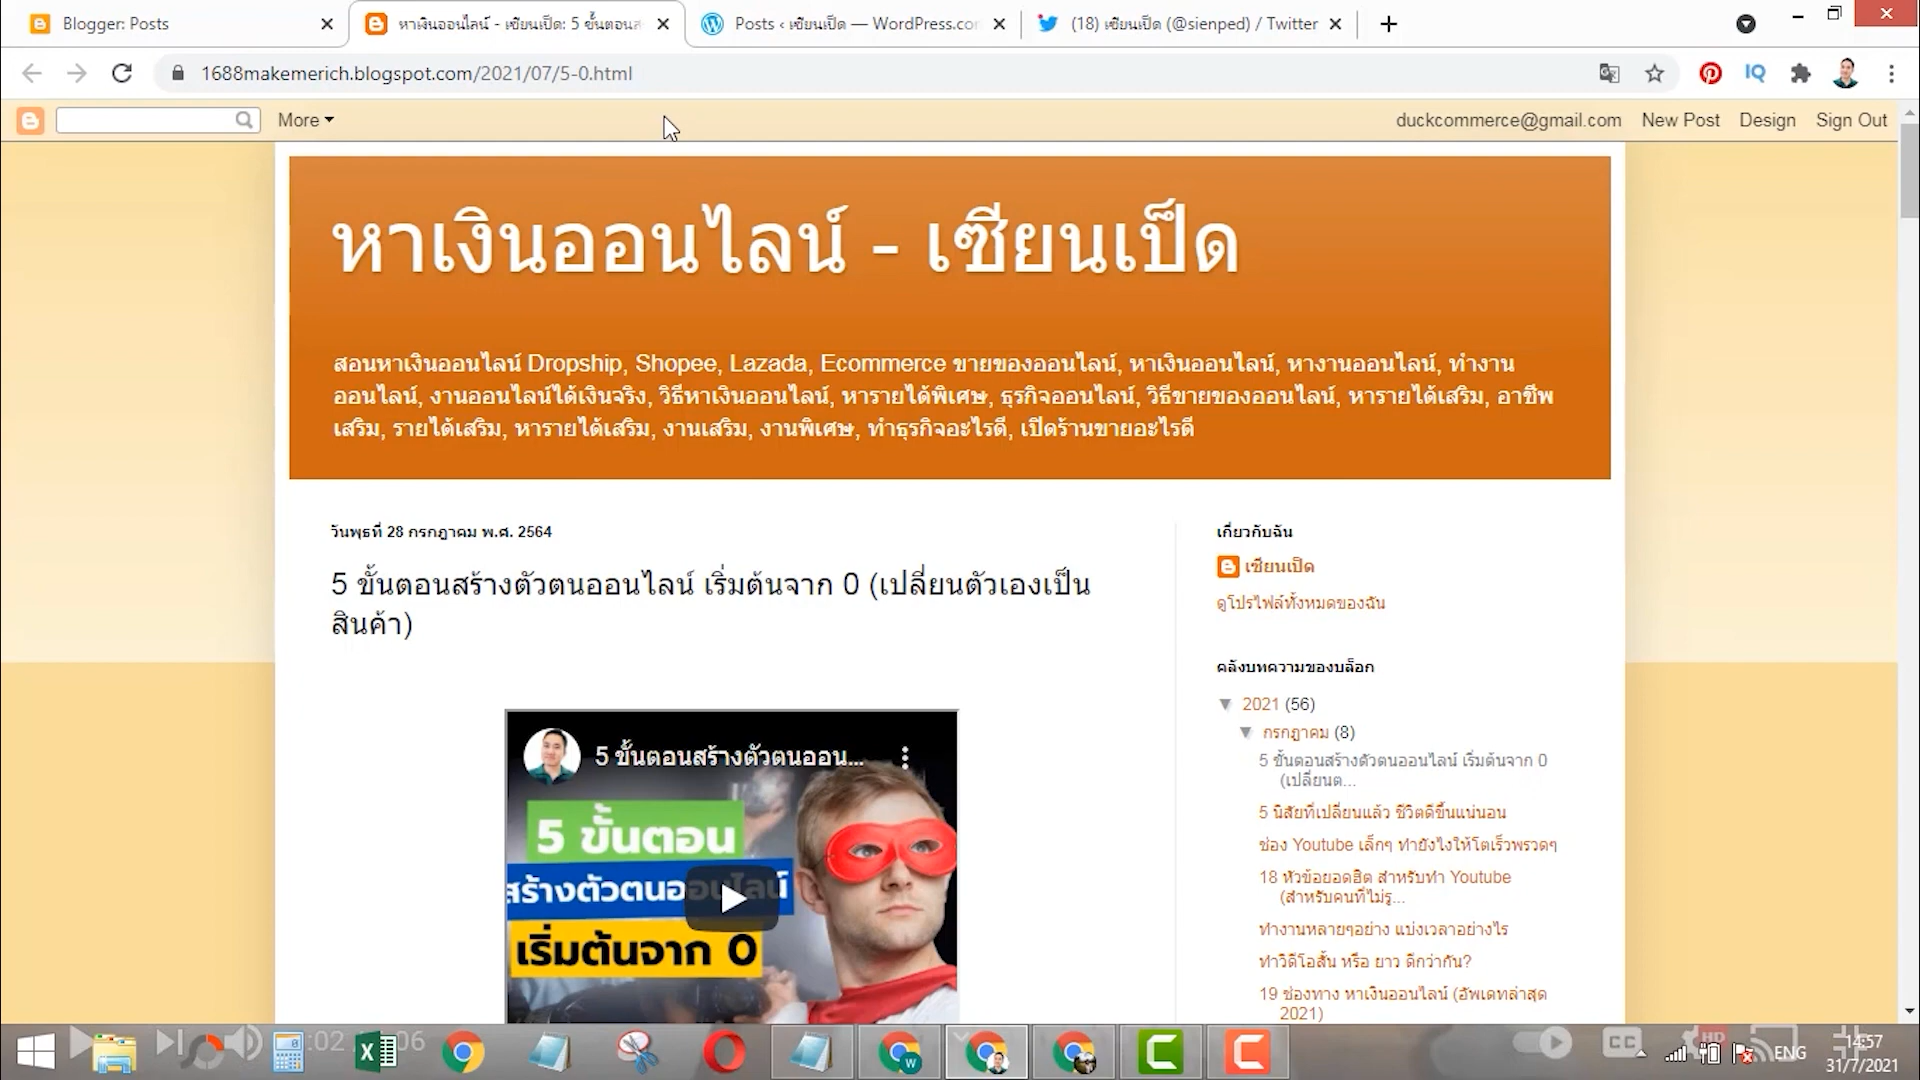 Blogger: Posts
หาเงินออนไลน์ - เซียนเป็ด: 5 ขั้นตอนส
Posts ‹ เซียนเป็ด — WordPress.co
(18) เซียนเป็ด (@sienped) / Twitter
1688makemerich.blogspot.com/2021/07/5-0.html
IQ
More
duckcommerce@gmail.com
New Post
Design
Sign Out
หาเงินออนไลน์ - เซียนเป็ด
สอนหาเงินออนไลน์ Dropship, Shopee, Lazada, Ecommerce ขายของออนไลน์, หาเงินออนไลน์, หางานออนไลน์, ทำงาน
ออนไลน์, งานออนไลน์ได้เงินจริง, วิธีหาเงินออนไลน์, หารายได้พิเศษ, ธุรกิจออนไลน์, วิธีขายของออนไลน์, หารายได้เสริม, อาชีพ
เสริม, รายได้เสริม, หารายได้เสริม, งานเสริม, งานพิเศษ, ทำธุรกิจอะไรดี, เปิดร้านขายอะไรดี
วันพุธที่ 28 กรกฎาคม พ.ศ. 2564
5 ขั้นตอนสร้างตัวตนออนไลน์ เริ่มต้นจาก 0 (เปลี่ยนตัวเองเป็น
สินค้า)
5 ขั้นตอนสร้างตัวตนออน...
5 ขั้นตอน
สร้างตัวตนออนไลน์
เริ่มต้นจาก 0
เกี่ยวกับฉัน
เซียนเป็ด
ดูโปรไฟล์ทั้งหมดของฉัน
คลังบทความของบล็อก
▼ 2021 (56)
▼ กรกฎาคม (8)
5 ขั้นตอนสร้างตัวตนออนไลน์ เริ่มต้นจาก 0
(เปลี่ยนต...
5 นิสัยที่เปลี่ยนแล้ว ชีวิตดีขึ้นแน่นอน
ช่อง Youtube เล็กๆ ทำยังไงให้โตเร็วพรวดๆ
18 หัวข้อยอดฮิต สำหรับทำ Youtube
(สำหรับคนที่ไม่รู...
ทำงานหลายๆอย่าง แบ่งเวลาอย่างไร
ทำวิดีโอสั้น หรือ ยาว ดีกว่ากัน?
19 ช่องทาง หาเงินออนไลน์ (อัพเดทล่าสุด
2021)
CC
HD
ENG
14:57
31/7/2021